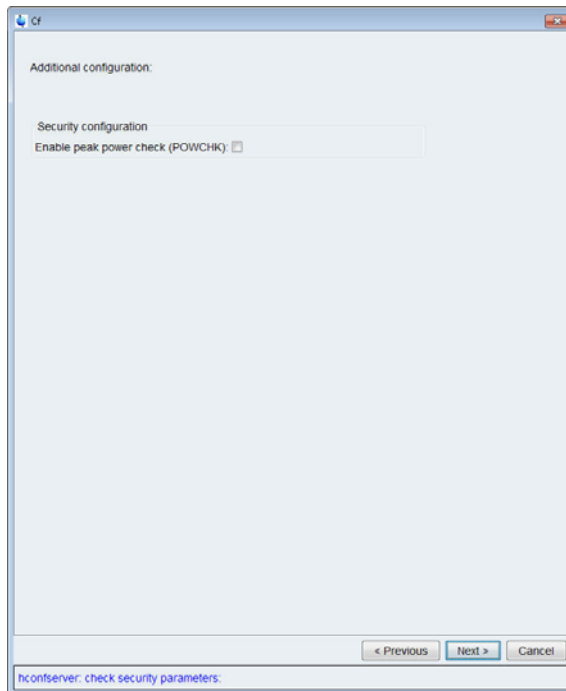 Cf
Additional configuration:
Security configuration
Enable peak power check (POWCHK):
< Previous
Next >
Cancel
hconfserver: check security parameters: